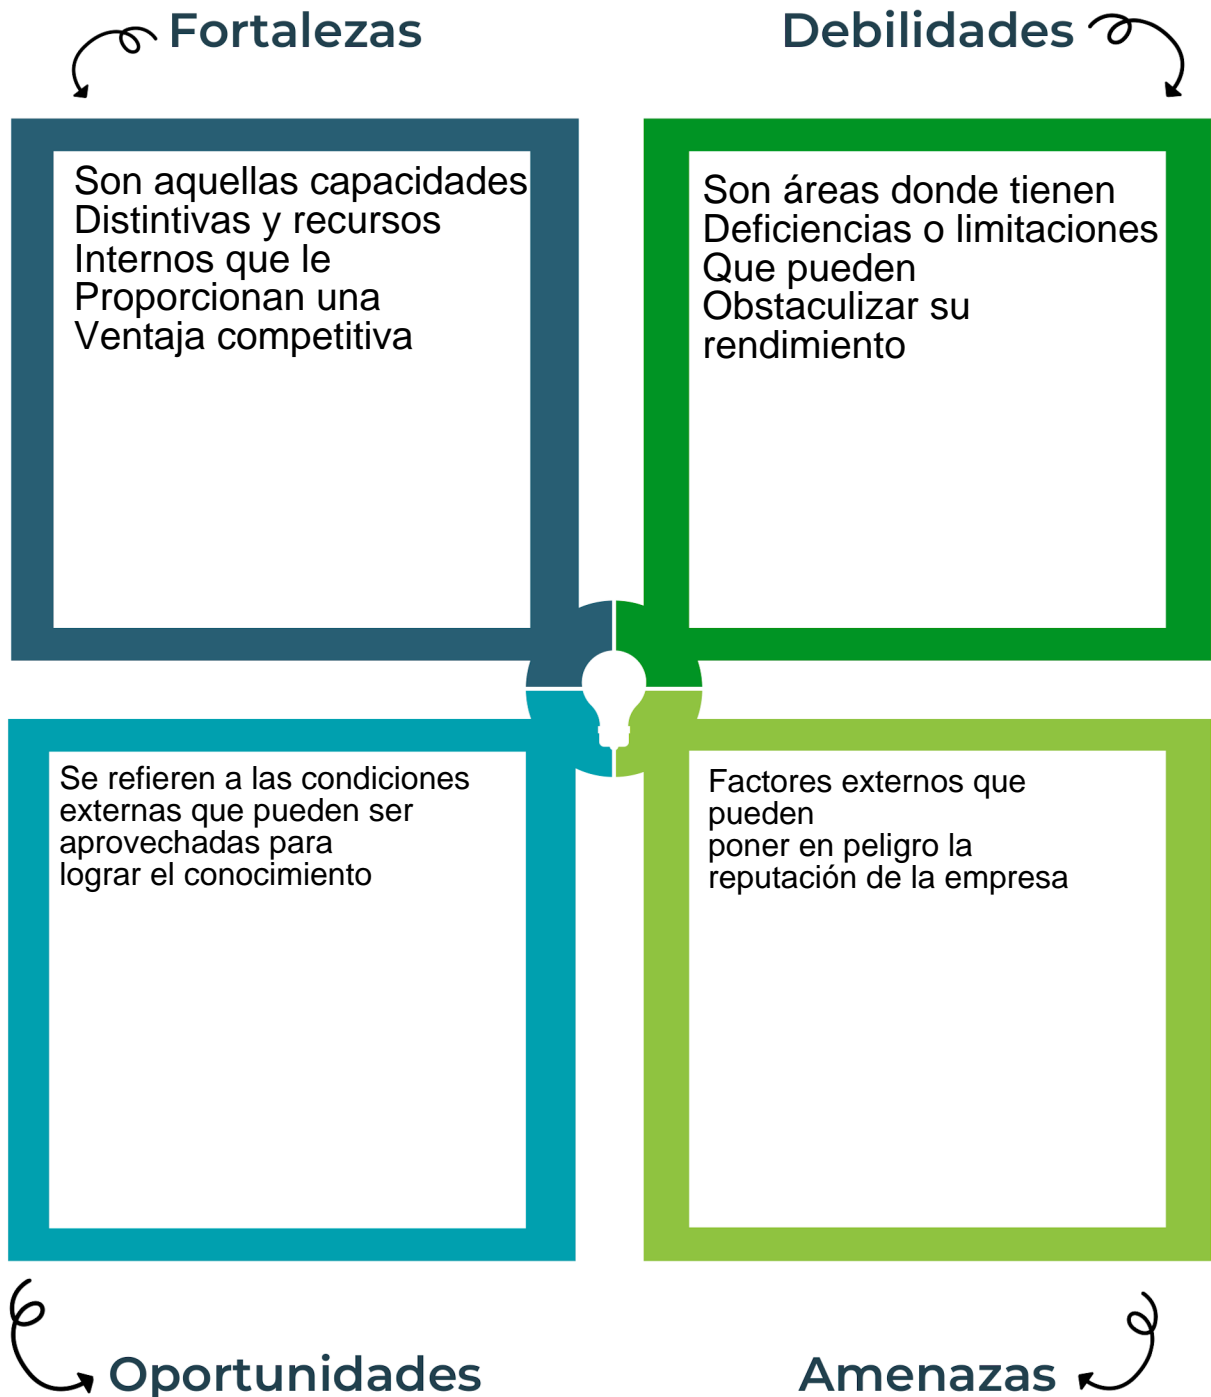 Fortalezas
Son aquellas capacidades
Distintivas y recursos
Internos que le
Proporcionan una
Ventaja competitiva
Debilidades
Son áreas donde tienen
Deficiencias o limitaciones
Que pueden
Obstaculizar su
rendimiento
Se refieren a las condiciones
externas que pueden ser
aprovechadas para
lograr el conocimiento
Oportunidades
Factores externos que
pueden
poner en peligro la
reputación de la empresa
Amenazas